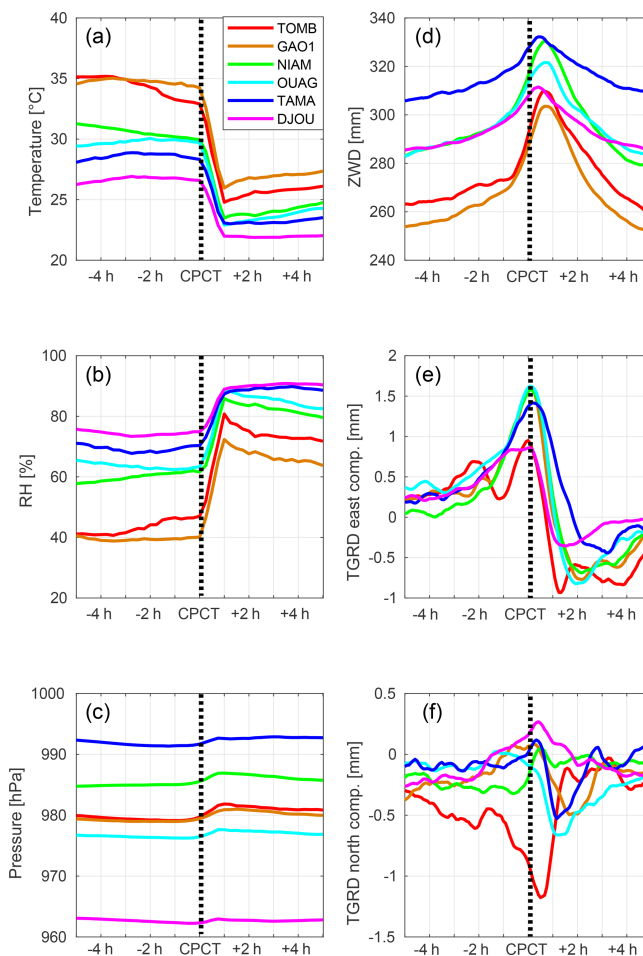 (a)
Temperature [°C]
40
35
30
25
20
-4 h -2 h CPCT +2 h +4 h
TOMB
GAO1
NIAM
OUAG
TAMA
DJOU
(d)
ZWD [mm]
340
320
300
280
260
240
-4 h -2 h CPCT +2 h +4 h
(b)
RH [%]
100
80
60
40
20
-4 h -2 h CPCT +2 h +4 h
(e)
TGRD east comp. [mm]
2
1.5
1
0.5
0
-0.5
-1
-4 h -2 h CPCT +2 h +4 h
(c)
Pressure [hPa]
1000
990
980
970
960
-4 h -2 h CPCT +2 h +4 h
(f)
TGRD north comp. [mm]
0.5
0
-0.5
-1
-1.5
-4 h -2 h CPCT +2 h +4 h